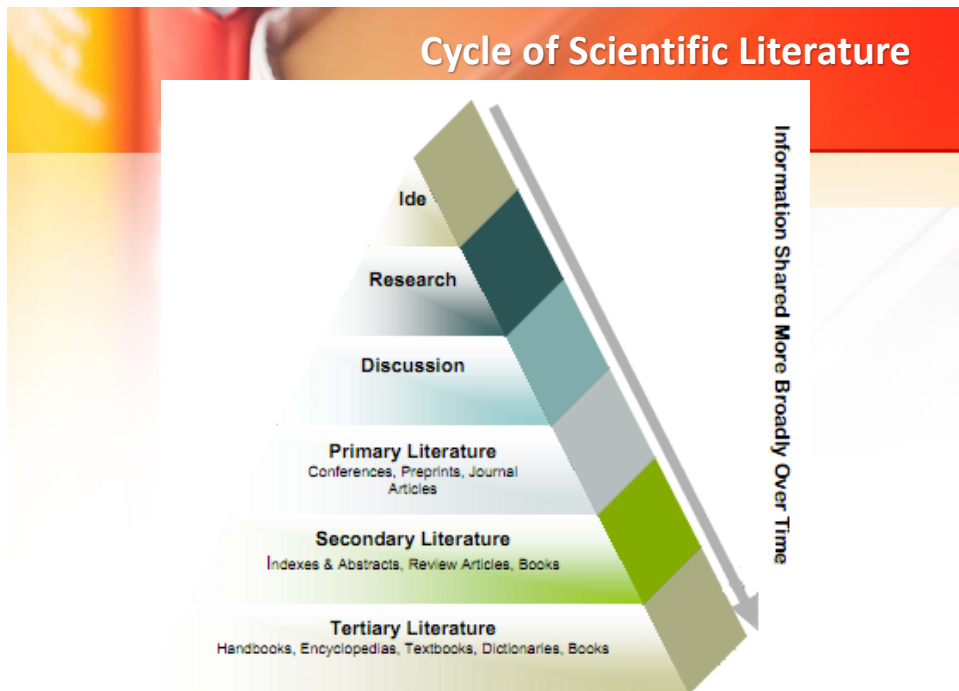 Cycle of Scientific Literature
Ide
Research
Discussion
Primary Literature
Conferences, Preprints, Journal
Articles
Secondary Literature
Indexes & Abstracts, Review Articles, Books
Tertiary Literature
Handbooks, Encyclopedias, Textbooks, Dictionaries, Books
Information Shared More Broadly Over Time